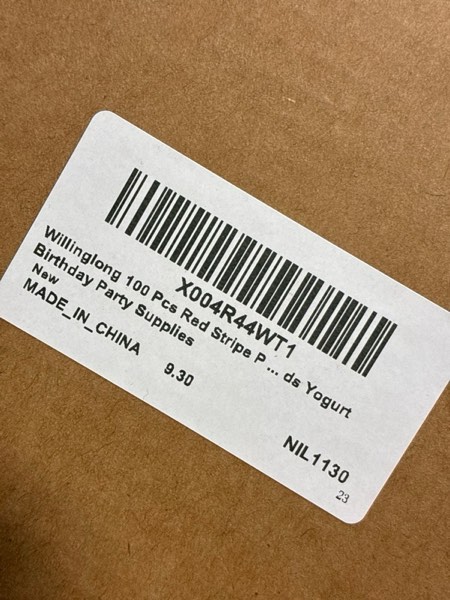 X004R44WT1
Willinglong 100 Pcs Red Stripe P ... ds Yogurt
Birthday Party Supplies
New
MADE_IN_CHINA
9.30
NIL1130
23